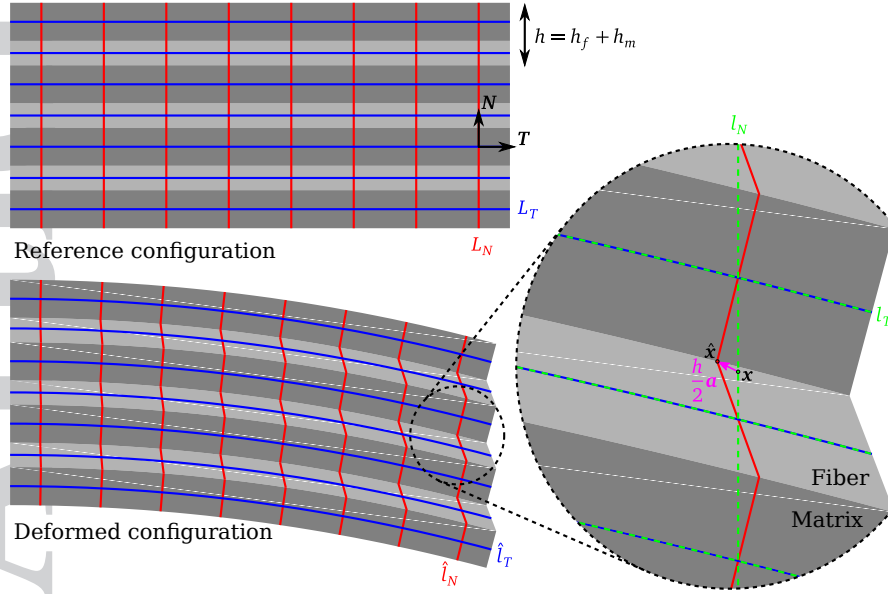 h = h_f + h_m
N
T
L_T
L_N
Reference configuration
l_N
l_T
x̂
x
h/2 a
Fiber
Matrix
Deformed configuration
l̂_T
l̂_N